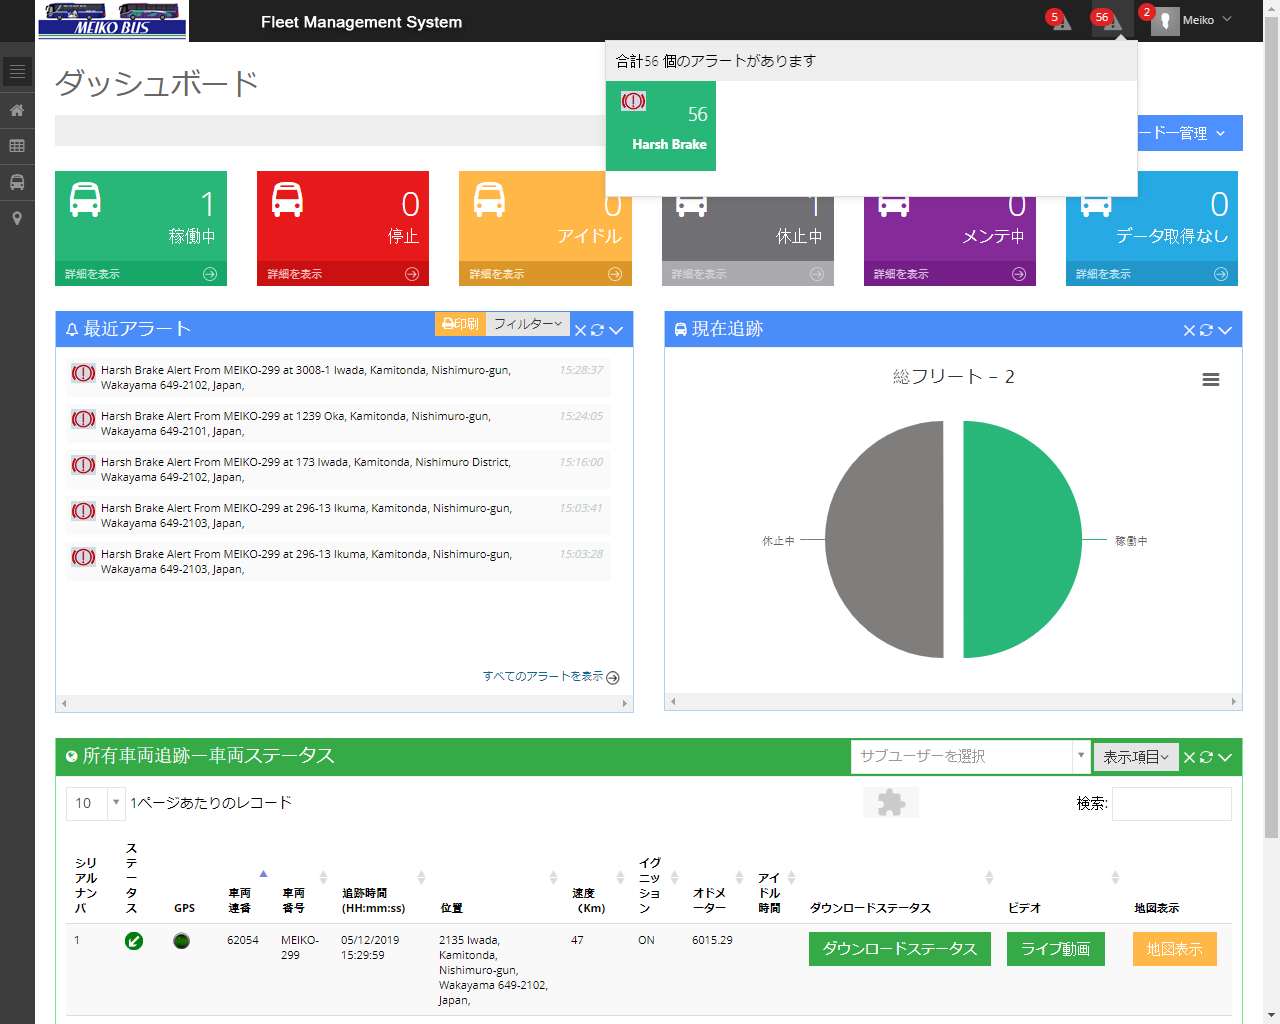 MEIKO BUS
Fleet Management System
5
56
2
Meiko
合計56 個のアラートがあります
56
Harsh Brake
ダッシュボード
ードー管理
1
稼働中
詳細を表示
0
停止
詳細を表示
0
アイドル
詳細を表示
1
休止中
詳細を表示
0
メンテ中
詳細を表示
0
データ取得なし
詳細を表示
最近アラート
印刷
フィルター
Harsh Brake Alert From MEIKO-299 at 3008-1 Iwada, Kamitonda, Nishimuro-gun,
Wakayama 649-2102, Japan,
15:28:37
Harsh Brake Alert From MEIKO-299 at 1239 Oka, Kamitonda, Nishimuro-gun,
Wakayama 649-2101, Japan,
15:24:05
Harsh Brake Alert From MEIKO-299 at 173 Iwada, Kamitonda, Nishimuro District,
Wakayama 649-2102, Japan,
15:16:00
Harsh Brake Alert From MEIKO-299 at 296-13 Ikuma, Kamitonda, Nishimuro-gun,
Wakayama 649-2103, Japan,
15:03:41
Harsh Brake Alert From MEIKO-299 at 296-13 Ikuma, Kamitonda, Nishimuro-gun,
Wakayama 649-2103, Japan,
15:03:28
すべてのアラートを表示
現在追跡
総フリート – 2
休止中
稼働中
所有車両追跡ー車両ステータス
サブユーザーを選択
表示項目
10
1ページあたりのレコード
検索:
シリ
アルナ
ンバ
ス
テ
ー
タ
ス
GPS
車両
連番
車両
番号
追跡時間
(HH:mm:ss)
位置
速度
(Km)
イグ
ニッ
ショ
ン
オドメ
ーター
アイ
ドル
時間
ダウンロードステータス
ビデオ
地図表示
1
62054
MEIKO-
299
05/12/2019
15:29:59
2135 Iwada,
Kamitonda,
Nishimuro-gun,
Wakayama 649-2102,
Japan,
47
ON
6015.29
ダウンロードステータス
ライブ動画
地図表示